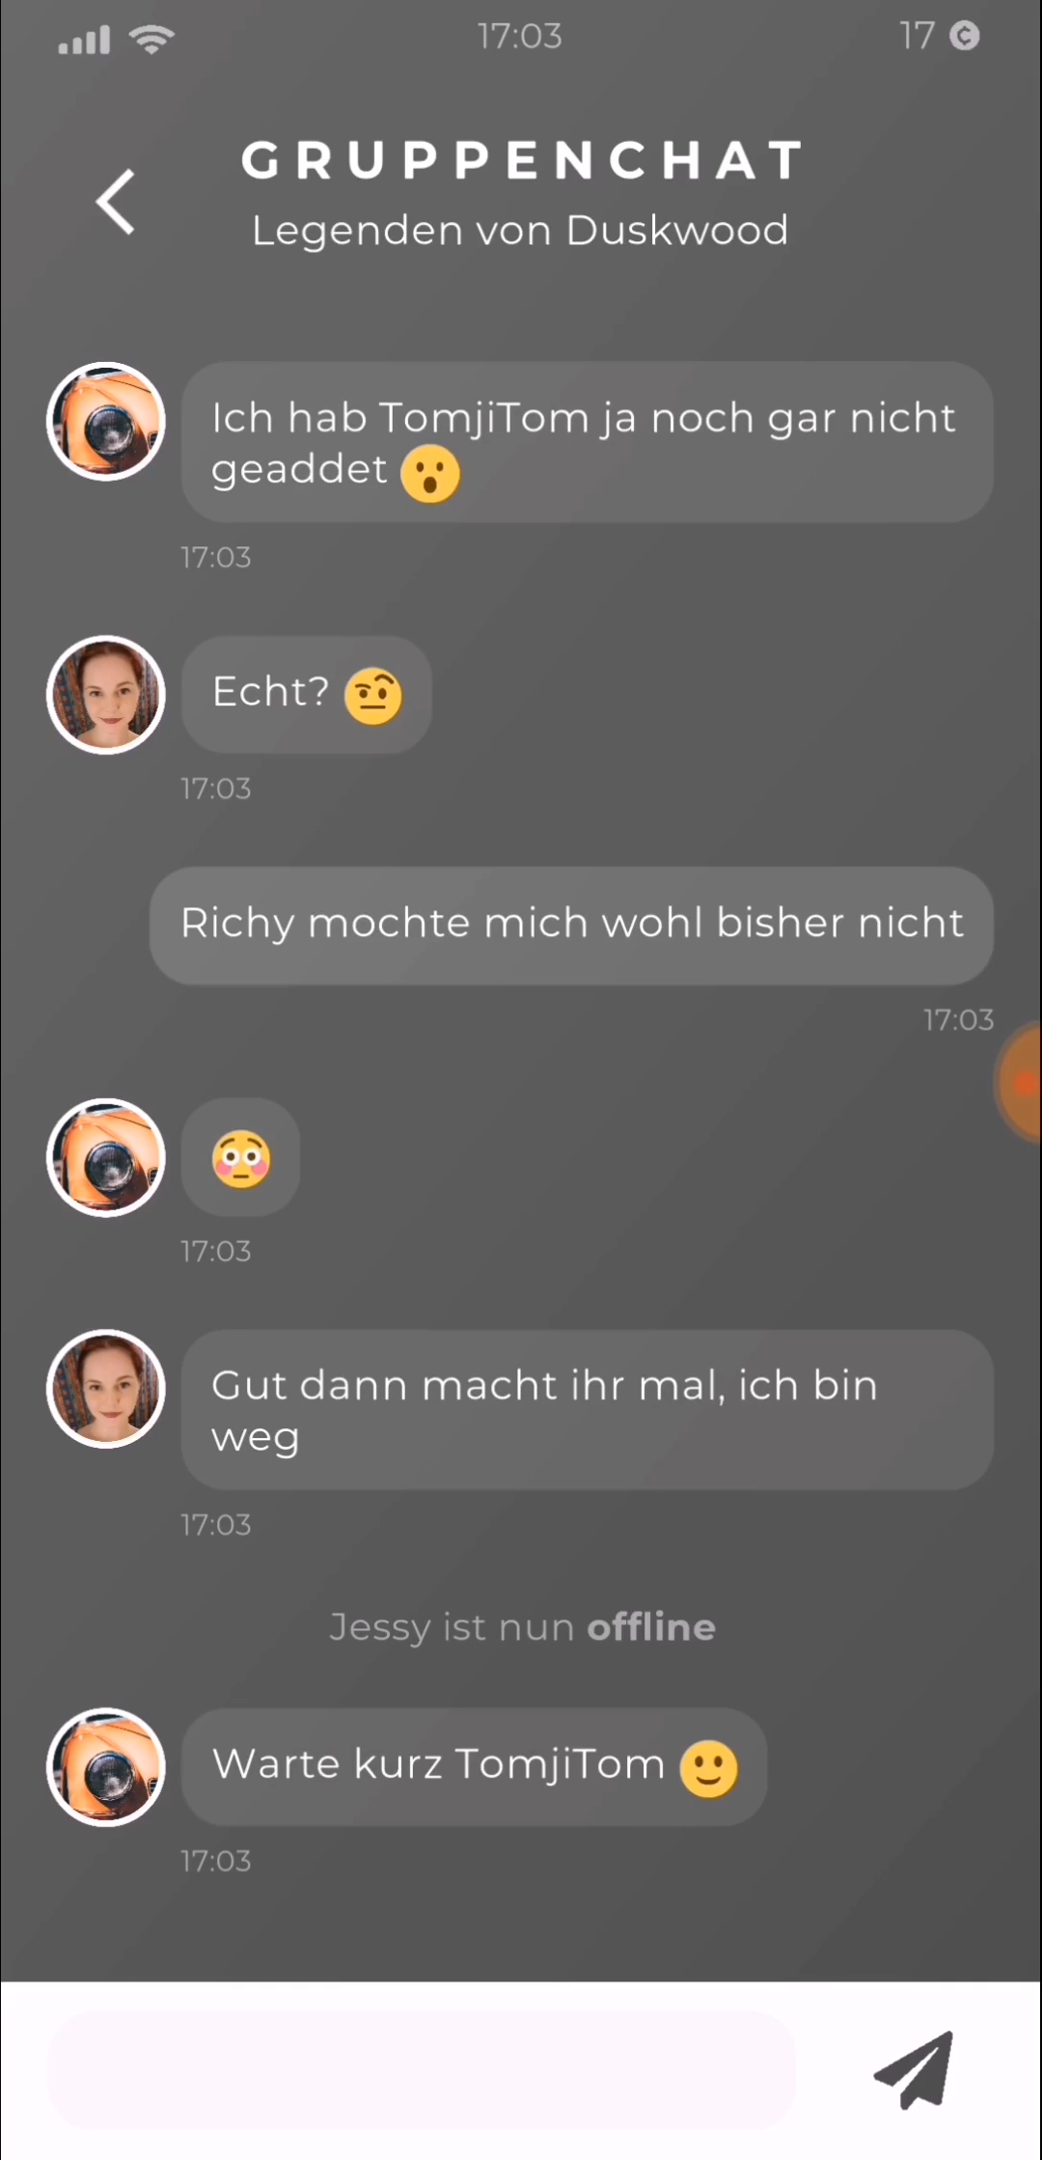 17:03
17
GRUPPENCHAT
Legenden von Duskwood
Ich hab TomjiTom ja noch gar nicht
geaddet 😮
17:03
Echt? 🤨
17:03
Richy mochte mich wohl bisher nicht
17:03
😳
17:03
Gut dann macht ihr mal, ich bin
weg
17:03
Jessy ist nun offline
Warte kurz TomjiTom 🙂
17:03